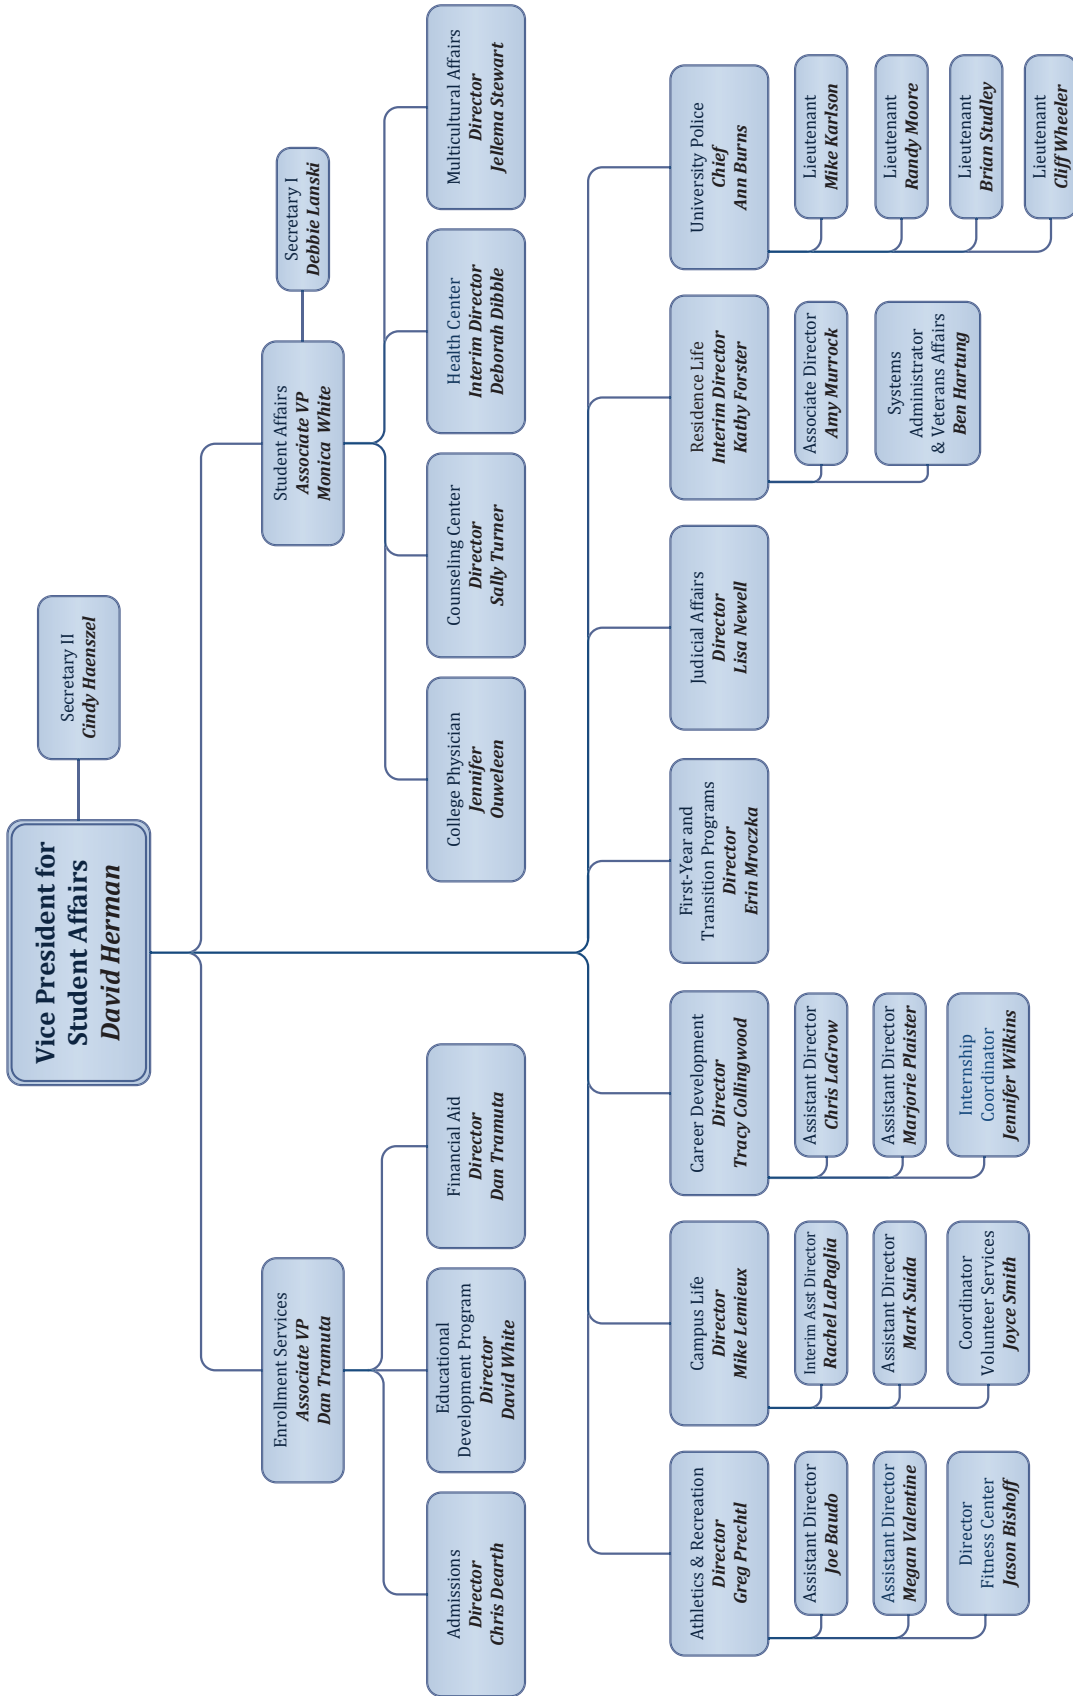 Vice President for
Student Affairs
David Herman
Secretary II
Cindy Haenszel
Enrollment Services
Associate VP
Dan Tramuta
Student Affairs
Associate VP
Monica White
Secretary I
Debbie Lanski
Admissions
Director
Chris Dearth
Educational
Development Program
Director
David White
Financial Aid
Director
Dan Tramuta
College Physician
Jennifer
Ouweleen
Counseling Center
Director
Sally Turner
Health Center
Interim Director
Deborah Dibble
Multicultural Affairs
Director
Jellema Stewart
Athletics & Recreation
Director
Greg Prechtl
Assistant Director
Joe Baudo
Assistant Director
Megan Valentine
Director
Fitness Center
Jason Bishoff
Campus Life
Director
Mike Lemieux
Interim Asst Director
Rachel LaPaglia
Assistant Director
Mark Suida
Coordinator
Volunteer Services
Joyce Smith
Career Development
Director
Tracy Collingwood
Assistant Director
Chris LaGrow
Assistant Director
Marjorie Plaister
Internship
Coordinator
Jennifer Wilkins
First-Year and
Transition Programs
Director
Erin Mroczka
Judicial Affairs
Director
Lisa Newell
Residence Life
Interim Director
Kathy Forster
Associate Director
Amy Murrock
Systems
Administrator
& Veterans Affairs
Ben Hartung
University Police
Chief
Ann Burns
Lieutenant
Mike Karlson
Lieutenant
Randy Moore
Lieutenant
Brian Studley
Lieutenant
Cliff Wheeler